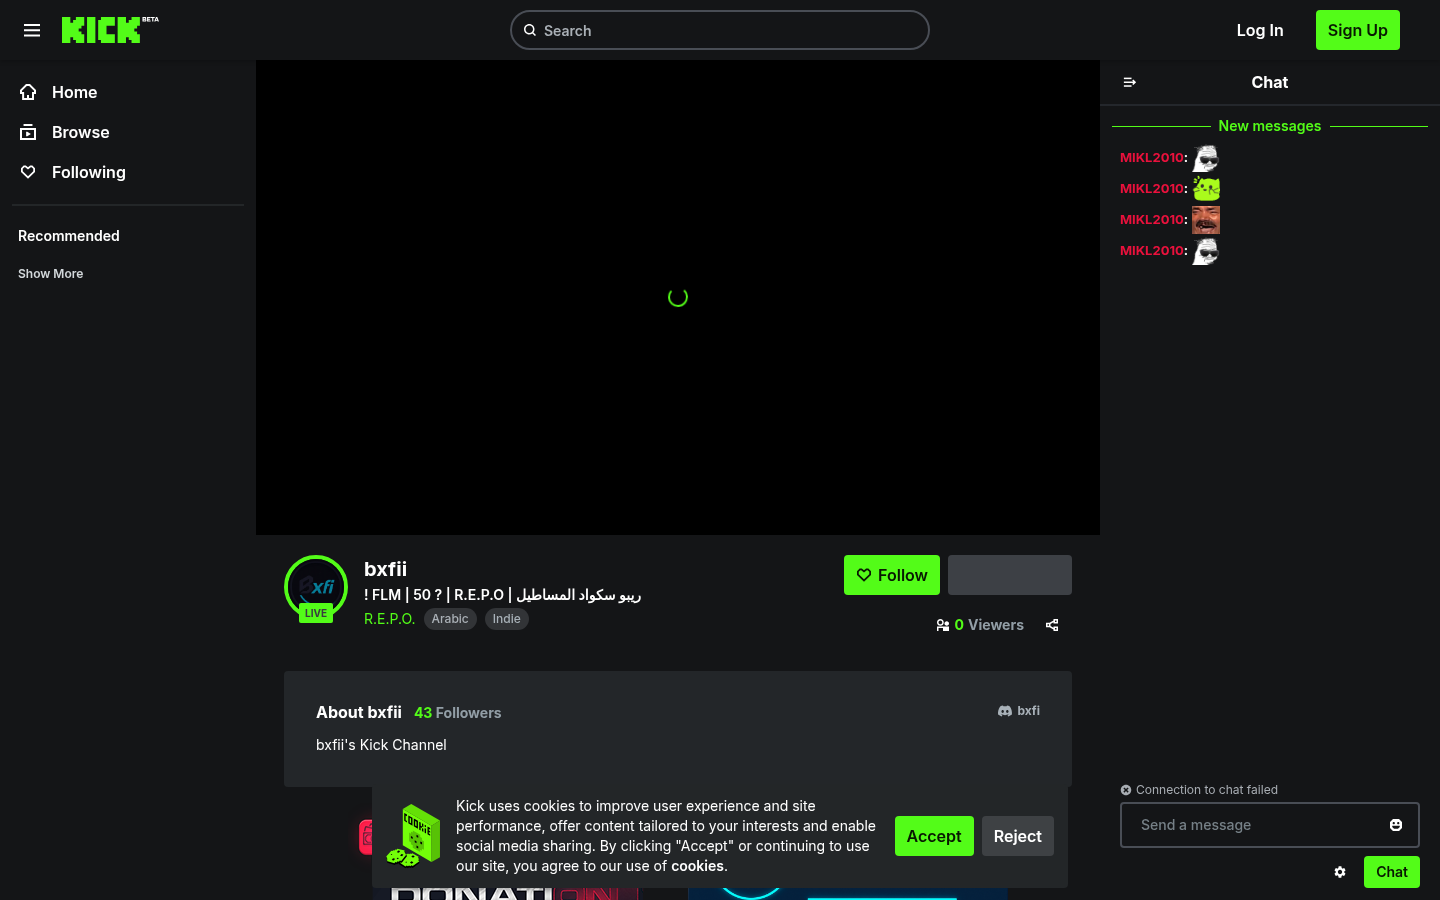 KICK BETA
Search
Log In
Sign Up
Home
Browse
Following
Recommended
Show More
Chat
New messages
MIKL2010:
MIKL2010:
MIKL2010:
MIKL2010:
Bxfi
LIVE
bxfii
! FLM | 50 ? | R.E.P.O | ريبو سكواد المساطيل
R.E.P.O.
Arabic
Indie
Follow
0 Viewers
About bxfii
43 Followers
bxfi
bxfii's Kick Channel
COOKIE
Kick uses cookies to improve user experience and site
performance, offer content tailored to your interests and enable
social media sharing. By clicking "Accept" or continuing to use
our site, you agree to our use of cookies.
Accept
Reject
DONATION
Connection to chat failed
Send a message
Chat